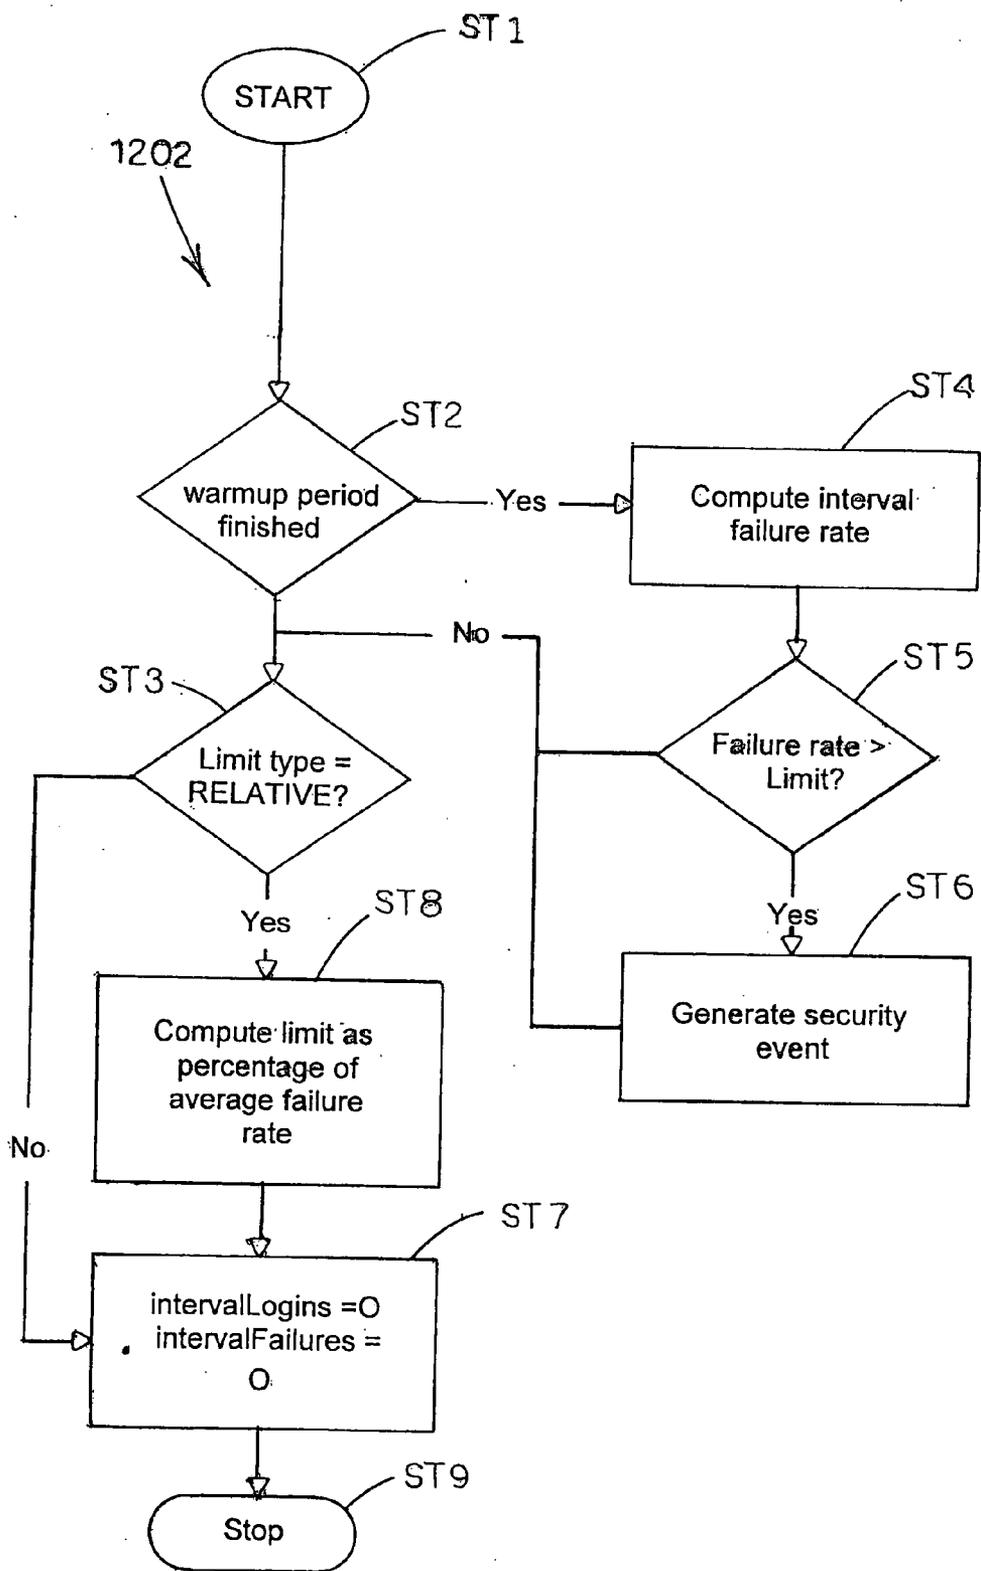 ST1
START
1202
ST2
warmup period
finished
Yes
ST4
Compute interval
failure rate
No
ST3
Limit type =
RELATIVE?
ST5
Failure rate >
Limit?
Yes
ST8
Yes
ST6
Compute limit as
percentage of
average failure
rate
Generate security
event
No
ST7
intervalLogins =0
intervalFailures =
0
ST9
Stop